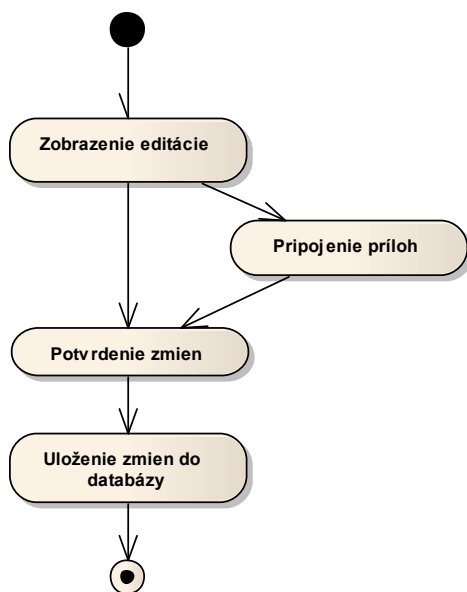 Zobrazenie editácie
Pripojenie príloh
Potvrdenie zmien
Uloženie zmien do
databázy